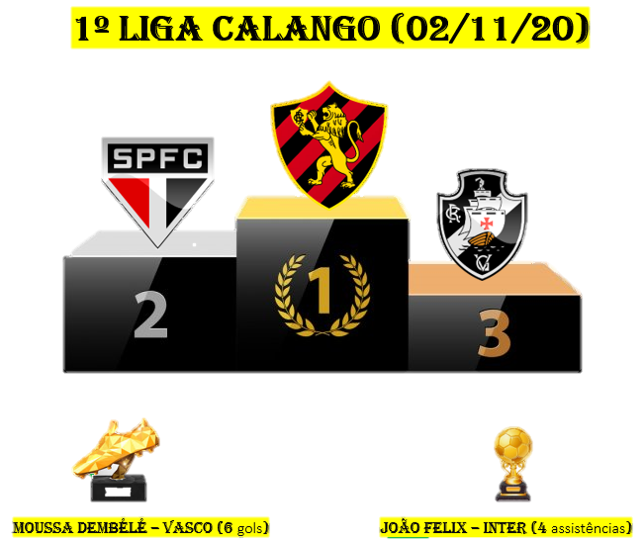 1º LIGA CALANGO (02/11/20)
SPFC
1
2
3
MOUSSA DEMBÉLÉ – VASCO (6 gols)
JOÃO FELIX – INTER (4 assistências)